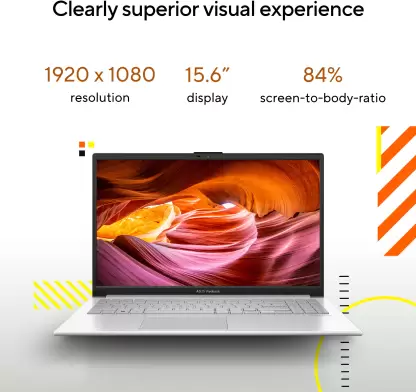 Clearly superior visual experience
1920 x 1080 15.6″ 84%
resolution display screen-to-body-ratio